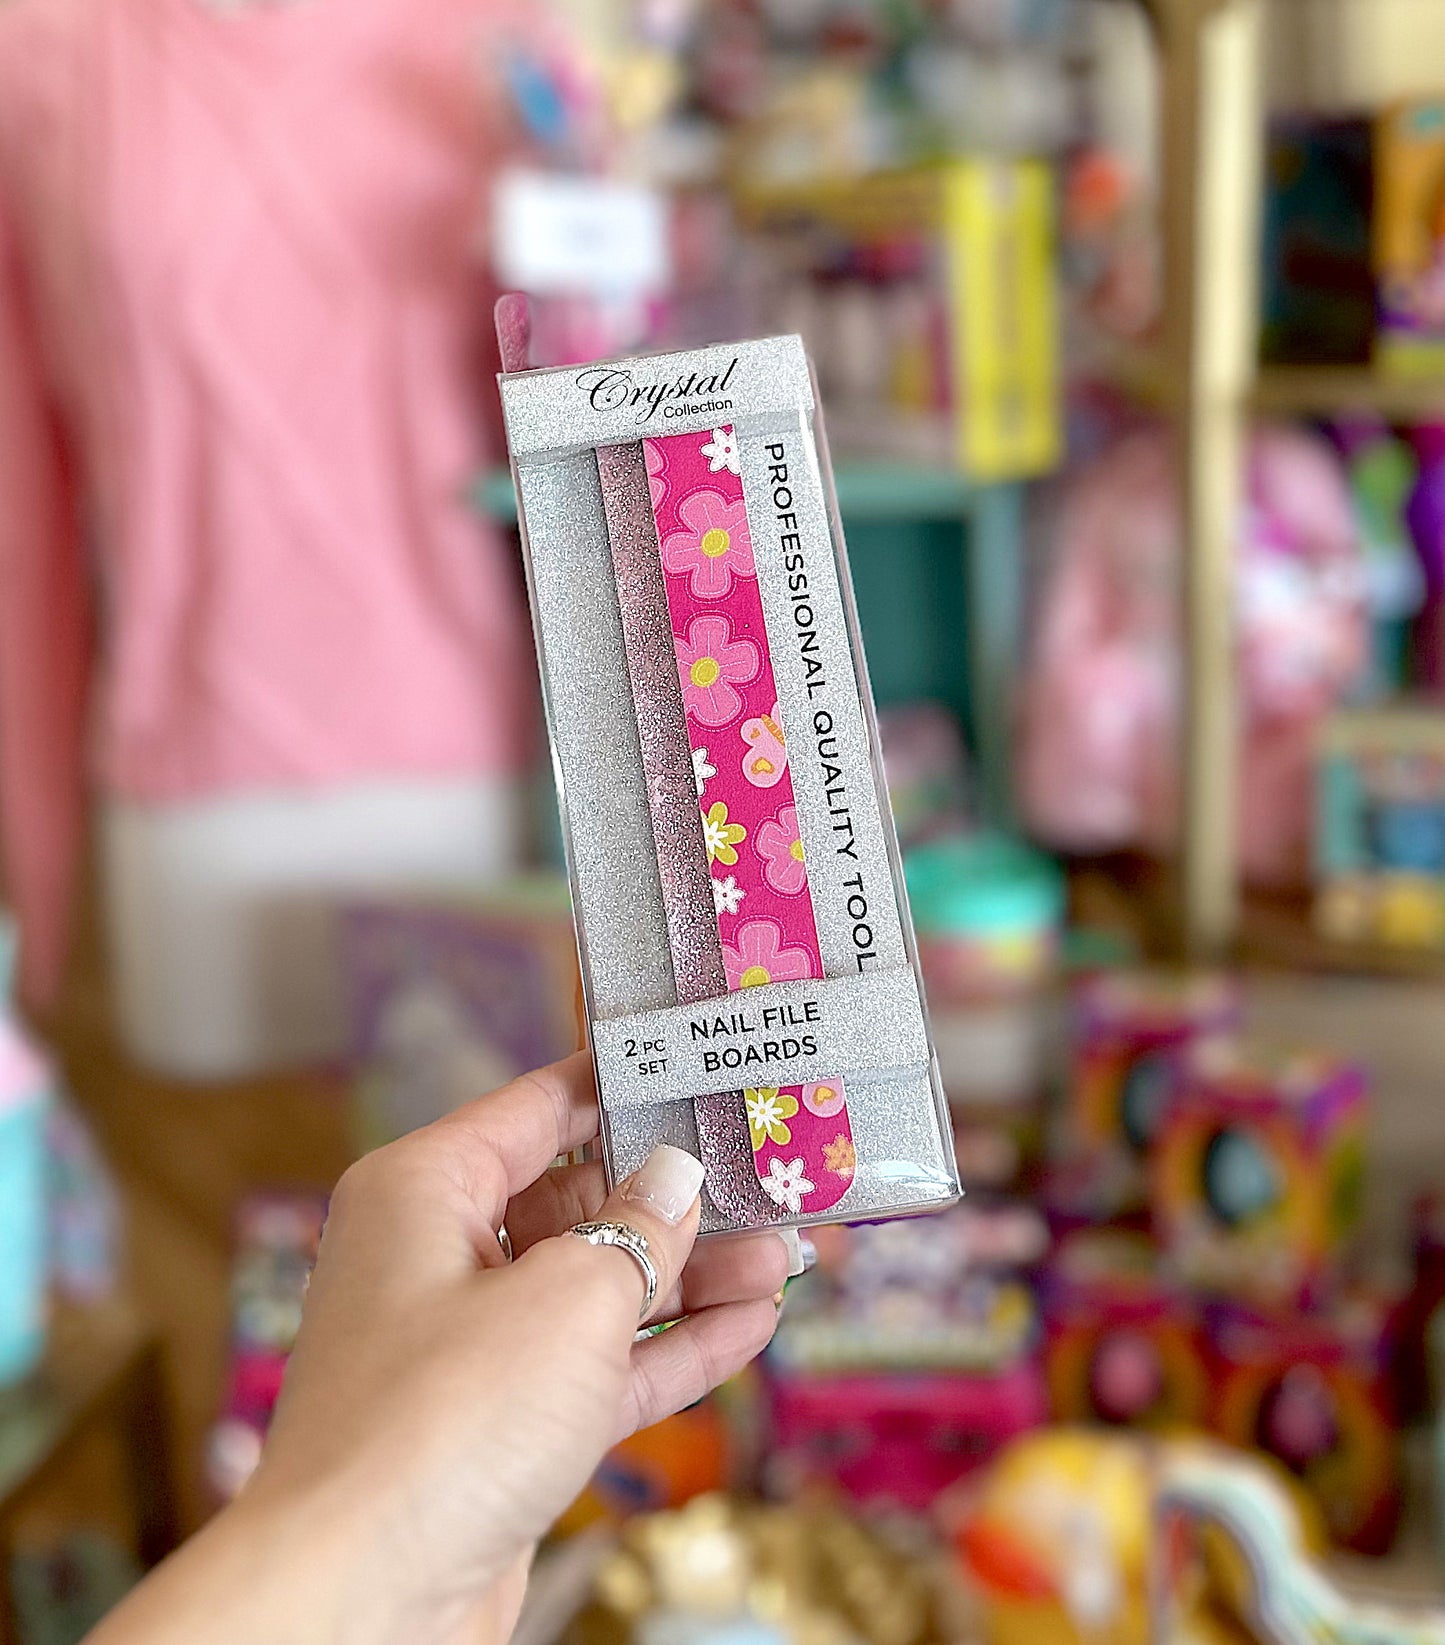 Crystal
Collection
PROFESSIONAL QUALITY TOOL
2 PC
SET
NAIL FILE
BOARDS